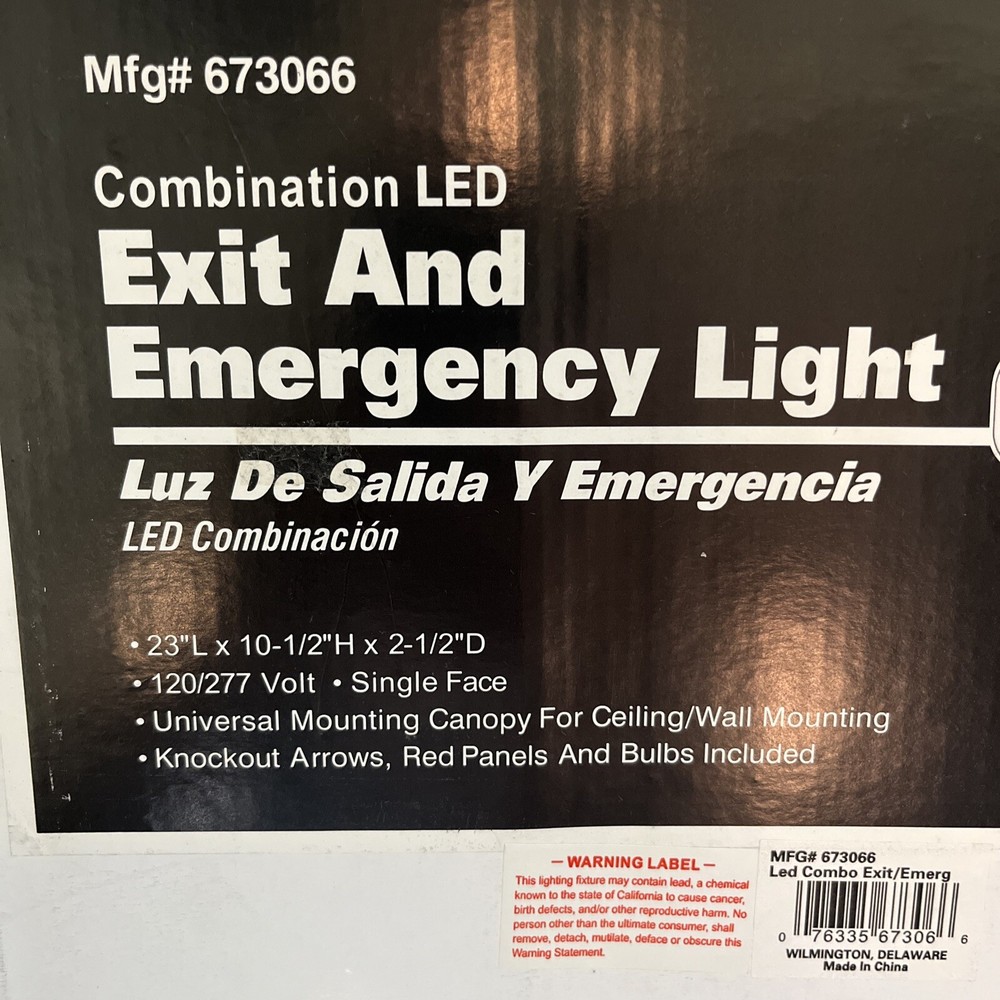 Mfg# 673066
Combination LED
Exit And
Emergency Light
Luz De Salida Y Emergencia
LED Combinación
• 23"L x 10-1/2"H x 2-1/2"D
• 120/277 Volt • Single Face
• Universal Mounting Canopy For Ceiling/Wall Mounting
• Knockout Arrows, Red Panels And Bulbs Included
– WARNING LABEL –
This lighting fixture may contain lead, a chemical
known to the state of California to cause cancer,
birth defects, and/or other reproductive harm. No
person other than the ultimate consumer, shall
remove, detach, mutilate, deface or obscure this
Warning Statement.
MFG# 673066
Led Combo Exit/Emerg
0 76335 67306 6
WILMINGTON, DELAWARE
Made In China